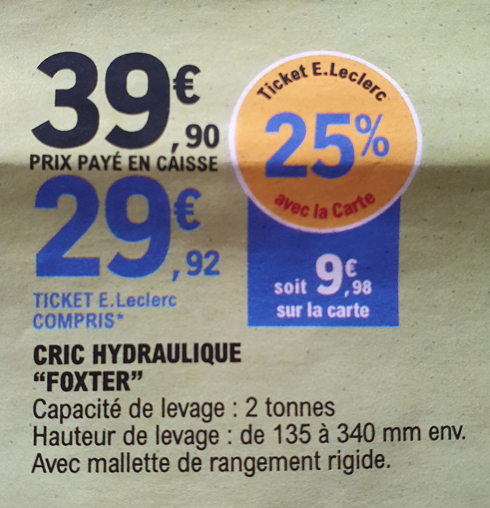 39€,90
PRIX PAYÉ EN CAISSE
29€,92
TICKET E.Leclerc
COMPRIS*
Ticket E.Leclerc
25%
avec la Carte
soit 9€,98
sur la carte
CRIC HYDRAULIQUE
“FOXTER”
Capacité de levage : 2 tonnes
Hauteur de levage : de 135 à 340 mm env.
Avec mallette de rangement rigide.